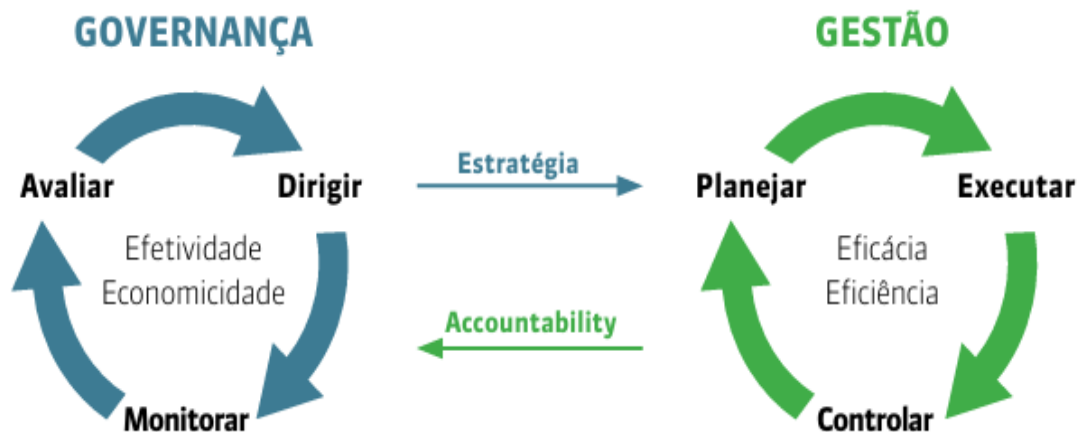 GOVERNANÇA
GESTÃO
Estratégia
Avaliar
Dirigir
Planejar
Executar
Efetividade
Economicidade
Eficácia
Eficiência
Accountability
Monitorar
Controlar